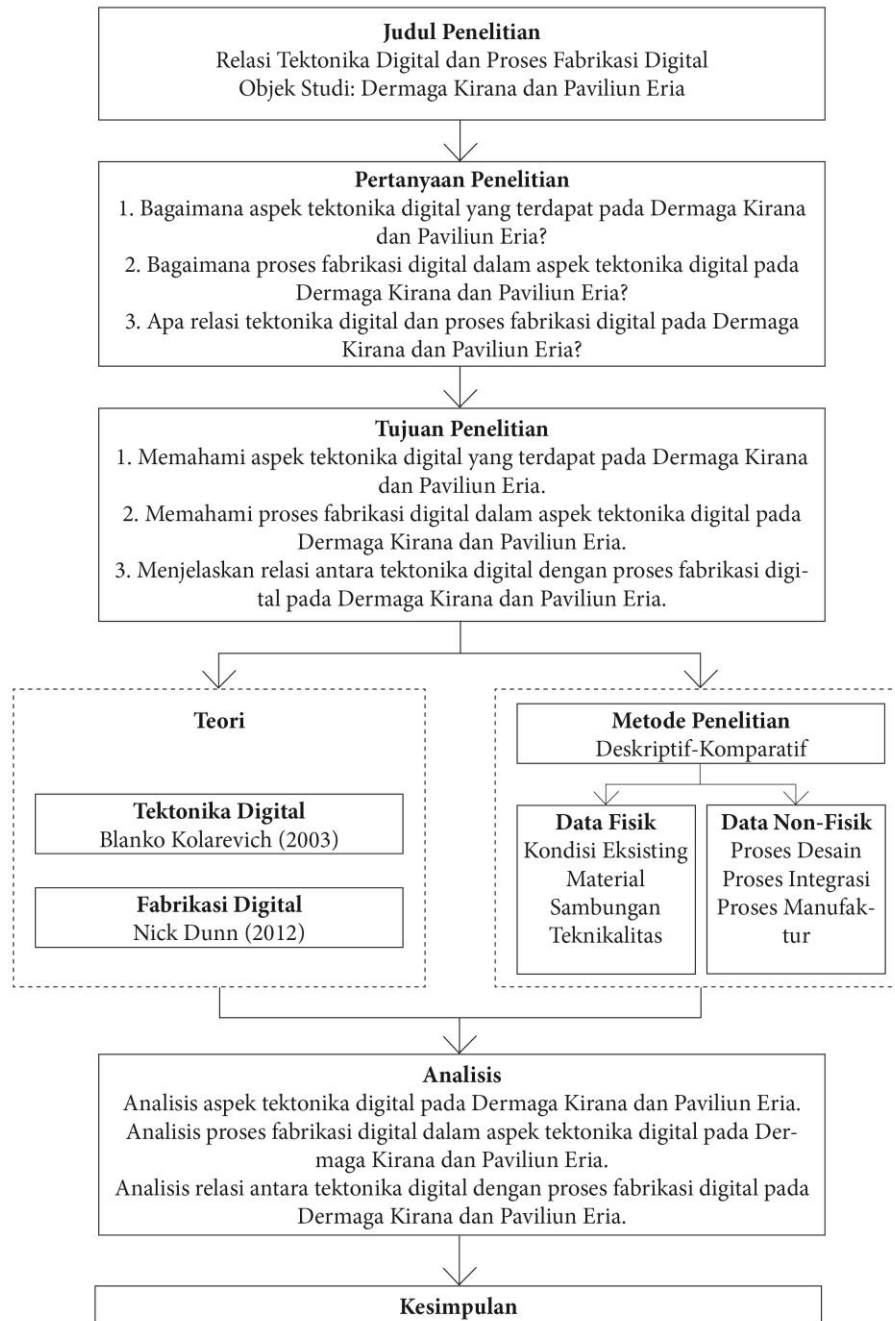 Judul Penelitian
Relasi Tektonika Digital dan Proses Fabrikasi Digital
Objek Studi: Dermaga Kirana dan Paviliun Eria
Pertanyaan Penelitian
1. Bagaimana aspek tektonika digital yang terdapat pada Dermaga Kirana
dan Paviliun Eria?
2. Bagaimana proses fabrikasi digital dalam aspek tektonika digital pada
Dermaga Kirana dan Paviliun Eria?
3. Apa relasi tektonika digital dan proses fabrikasi digital pada Dermaga
Kirana dan Paviliun Eria?
Tujuan Penelitian
1. Memahami aspek tektonika digital yang terdapat pada Dermaga Kirana
dan Paviliun Eria.
2. Memahami proses fabrikasi digital dalam aspek tektonika digital pada
Dermaga Kirana dan Paviliun Eria.
3. Menjelaskan relasi antara tektonika digital dengan proses fabrikasi digi-
tal pada Dermaga Kirana dan Paviliun Eria.
Teori
Tektonika Digital
Blanko Kolarevich (2003)
Fabrikasi Digital
Nick Dunn (2012)
Metode Penelitian
Deskriptif-Komparatif
Data Fisik
Kondisi Eksisting
Material
Sambungan
Teknikalitas
Data Non-Fisik
Proses Desain
Proses Integrasi
Proses Manufak-
tur
Analisis
Analisis aspek tektonika digital pada Dermaga Kirana dan Paviliun Eria.
Analisis proses fabrikasi digital dalam aspek tektonika digital pada Der-
maga Kirana dan Paviliun Eria.
Analisis relasi antara tektonika digital dengan proses fabrikasi digital pada
Dermaga Kirana dan Paviliun Eria.
Kesimpulan